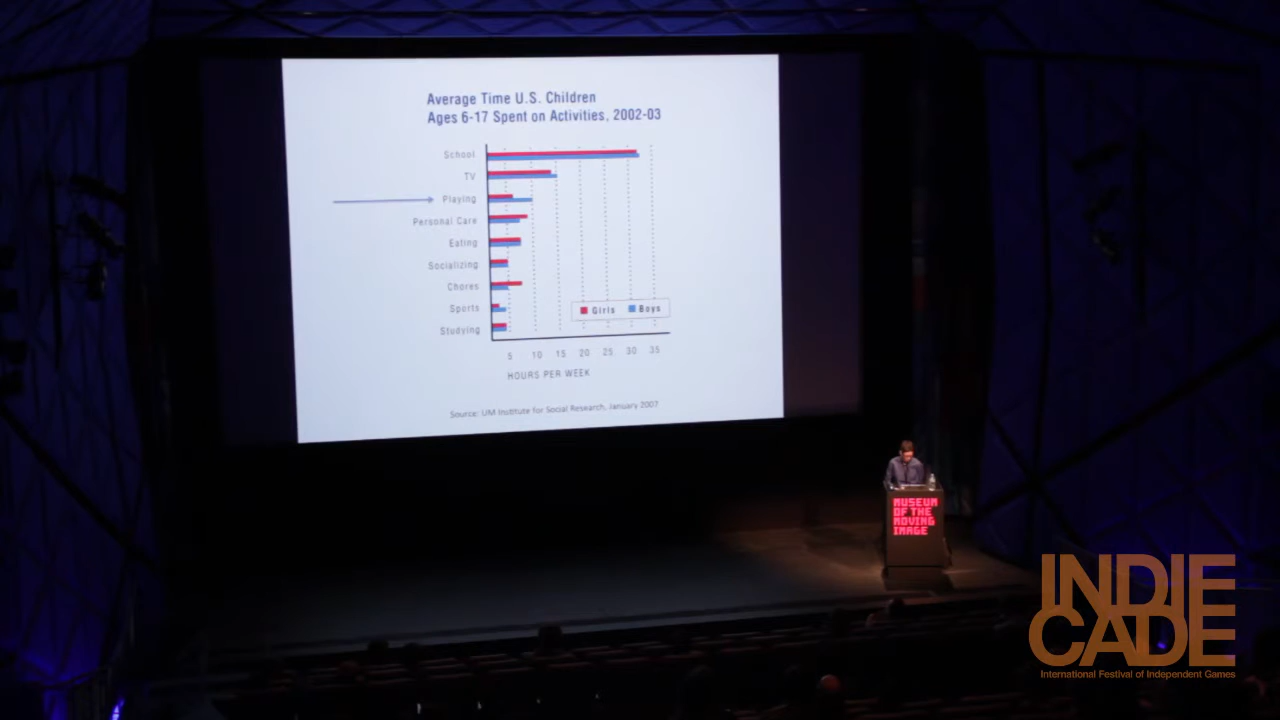 Average Time U.S. Children
Ages 6-17 Spent on Activities, 2002-03
School
TV
Playing
Personal Care
Eating
Socializing
Chores
Sports
Studying
Girls Boys
5 10 15 20 25 30 35
HOURS PER WEEK
Source: UM Institute for Social Research, January 2007
MUSEUM
OF THE
MOVING
IMAGE
INDIE
CADE
International Festival of Independent Games